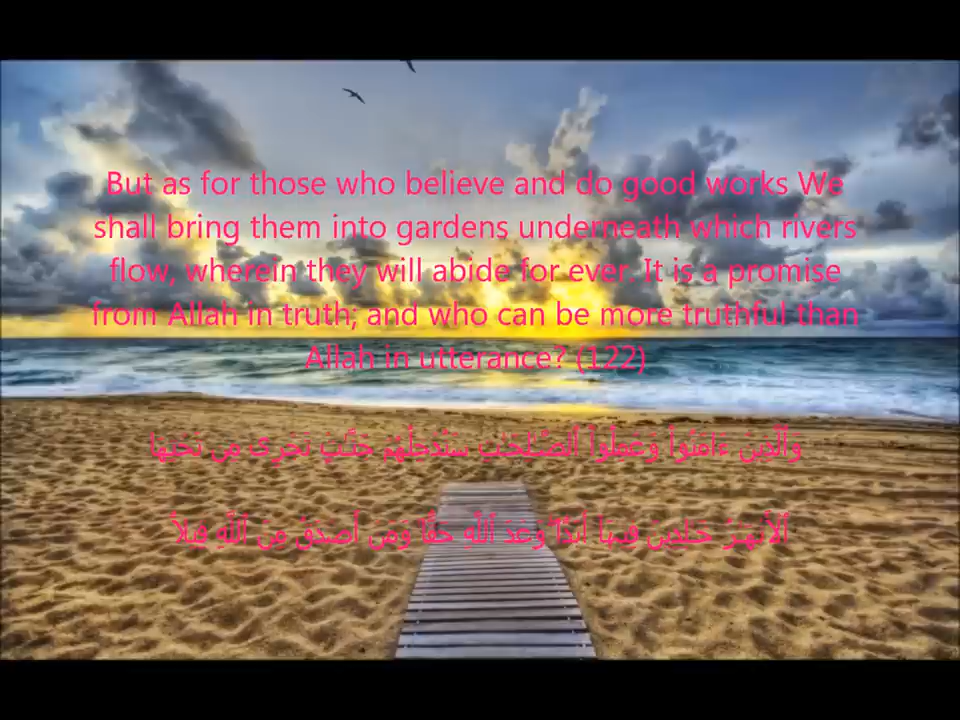 But as for those who believe and do good works We
shall bring them into gardens underneath which rivers
flow, wherein they will abide for ever. It is a promise
from Allah in truth; and who can be more truthful than
Allah in utterance? (122)
وَٱلَّذِينَ ءَامَنُواْ وَعَمِلُواْ ٱلصَّـٰلِحَـٰتِ سَنُدۡخِلُهُمۡ جَنَّـٰتٍ تَجۡرِى مِن تَحۡتِهَا
ٱلۡأَنۡهَـٰرُ خَـٰلِدِينَ فِيہَآ أَبَدًا‌ۖ وَعۡدَ ٱللَّهِ حَقًّا‌ۚ وَمَنۡ أَصۡدَقُ مِنَ ٱللَّهِ قِيلاً